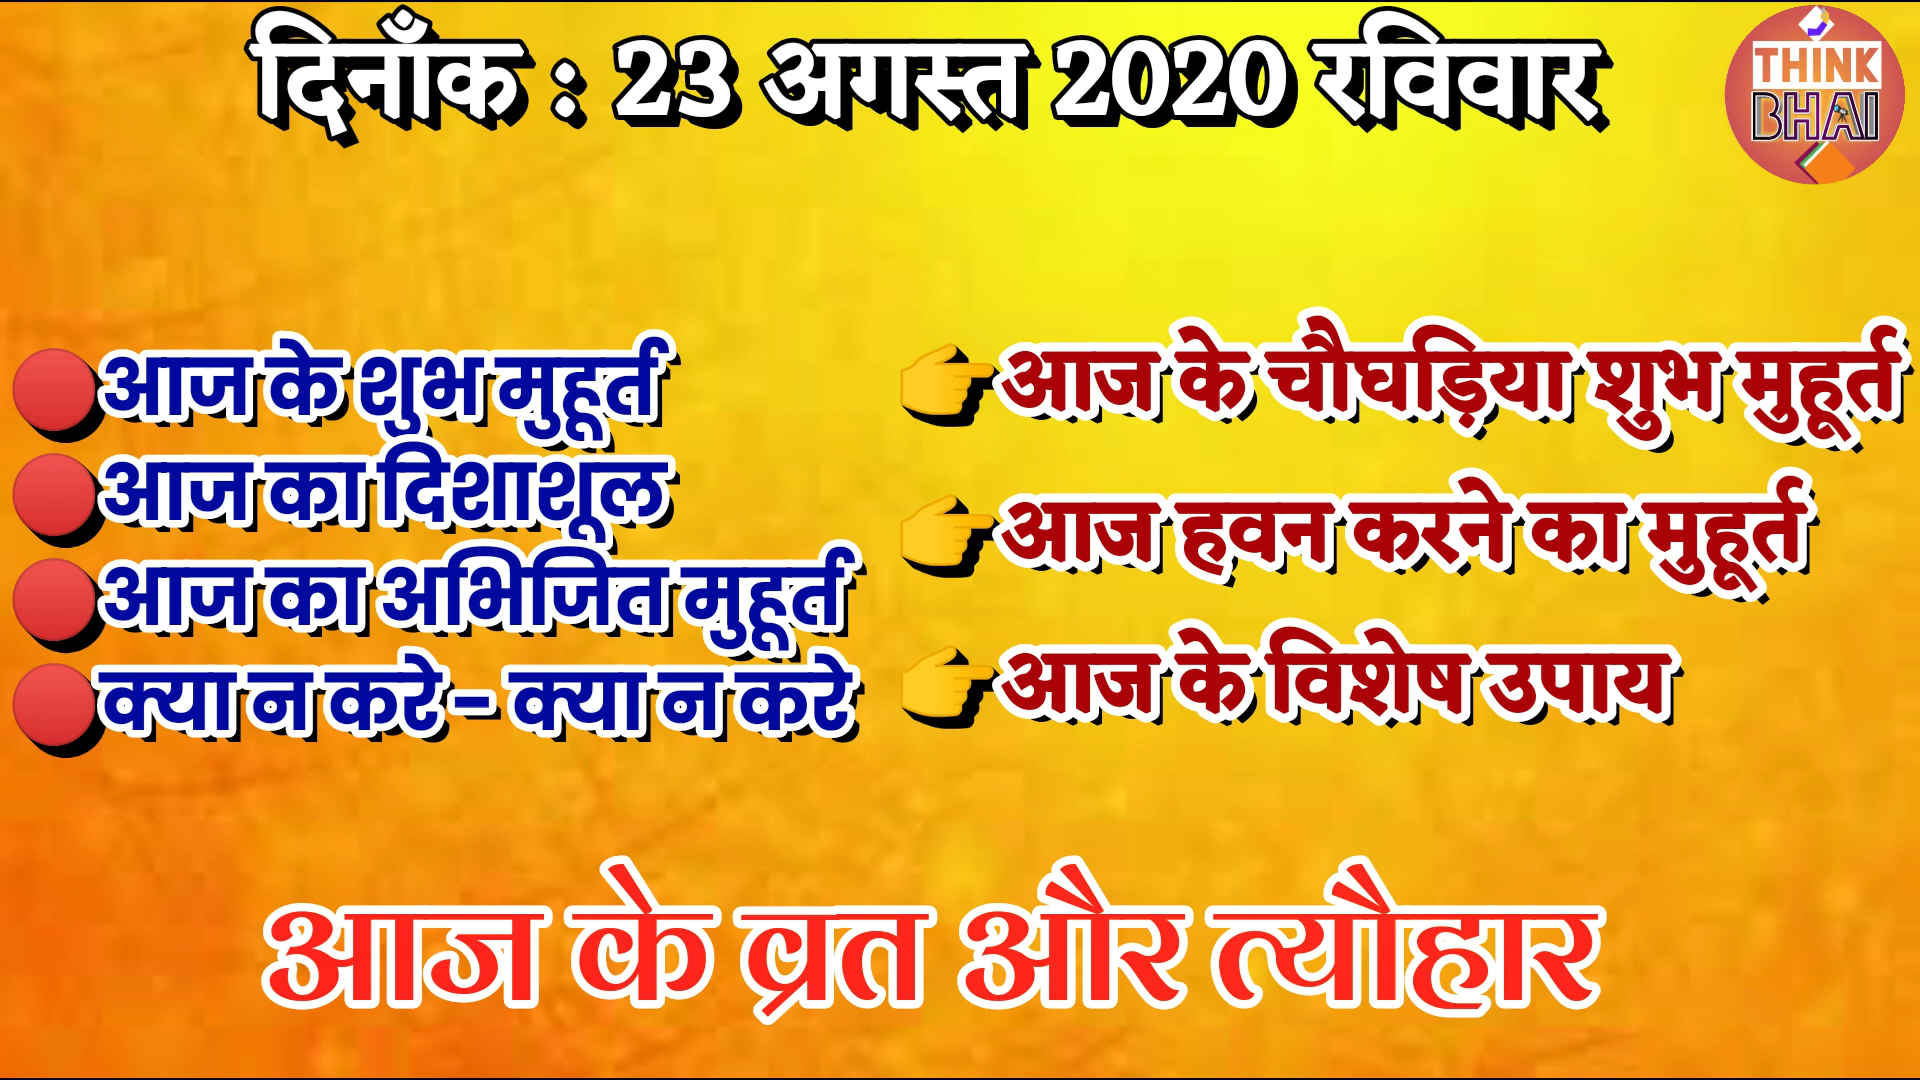 दिनाँक : 23 अगस्त 2020 रविवार
THINK
BHAI
आज के शुभ मुहूर्त
आज का दिशाशूल
आज का अभिजित मुहूर्त
क्या न करे - क्या न करे
आज के चौघड़िया शुभ मुहूर्त
आज हवन करने का मुहूर्त
आज के विशेष उपाय
आज के व्रत और त्यौहार